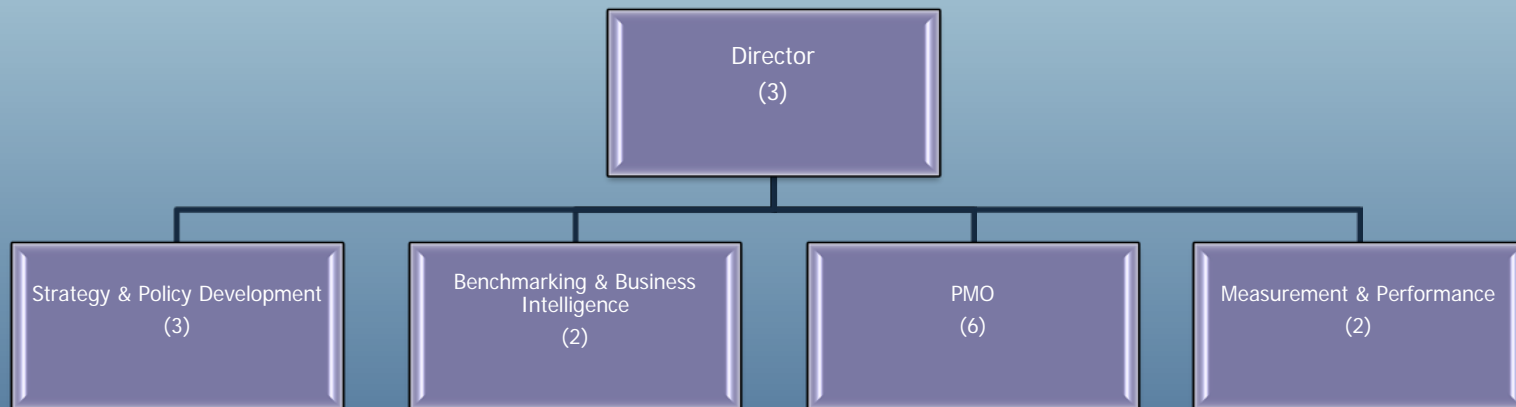 Director
(3)
Strategy & Policy Development
(3)
Benchmarking & Business
Intelligence
(2)
PMO
(6)
Measurement & Performance
(2)